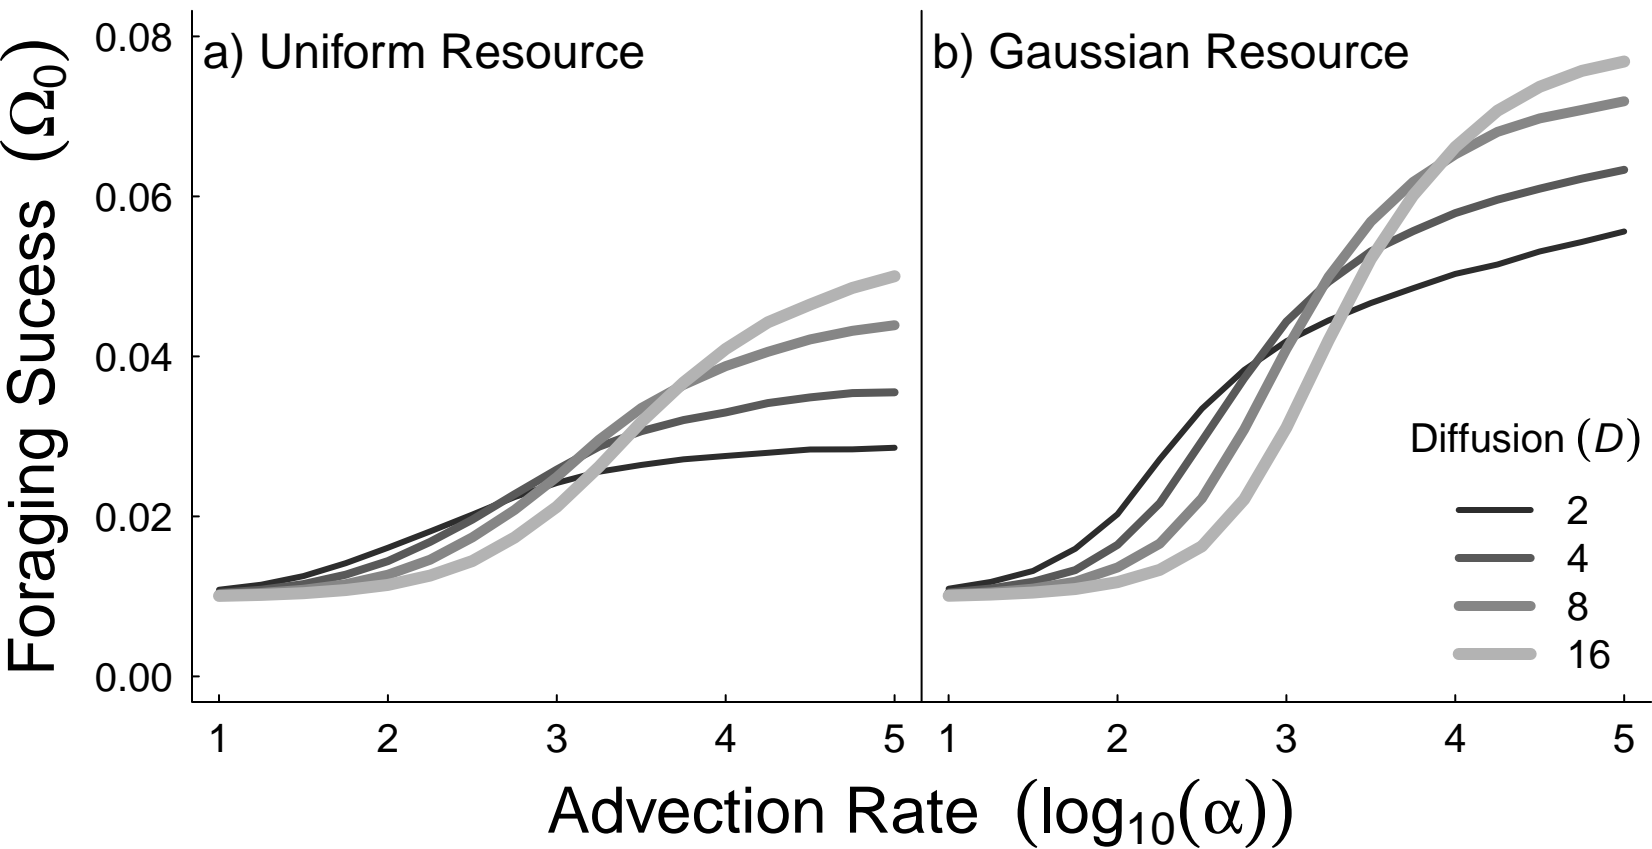 a) Uniform Resource
b) Gaussian Resource
Foraging Sucess (Ω₀)
0.08
0.06
0.04
0.02
0.00
Diffusion (D)
2
4
8
16
1 2 3 4 5
1 2 3 4 5
Advection Rate (log₁₀(α))